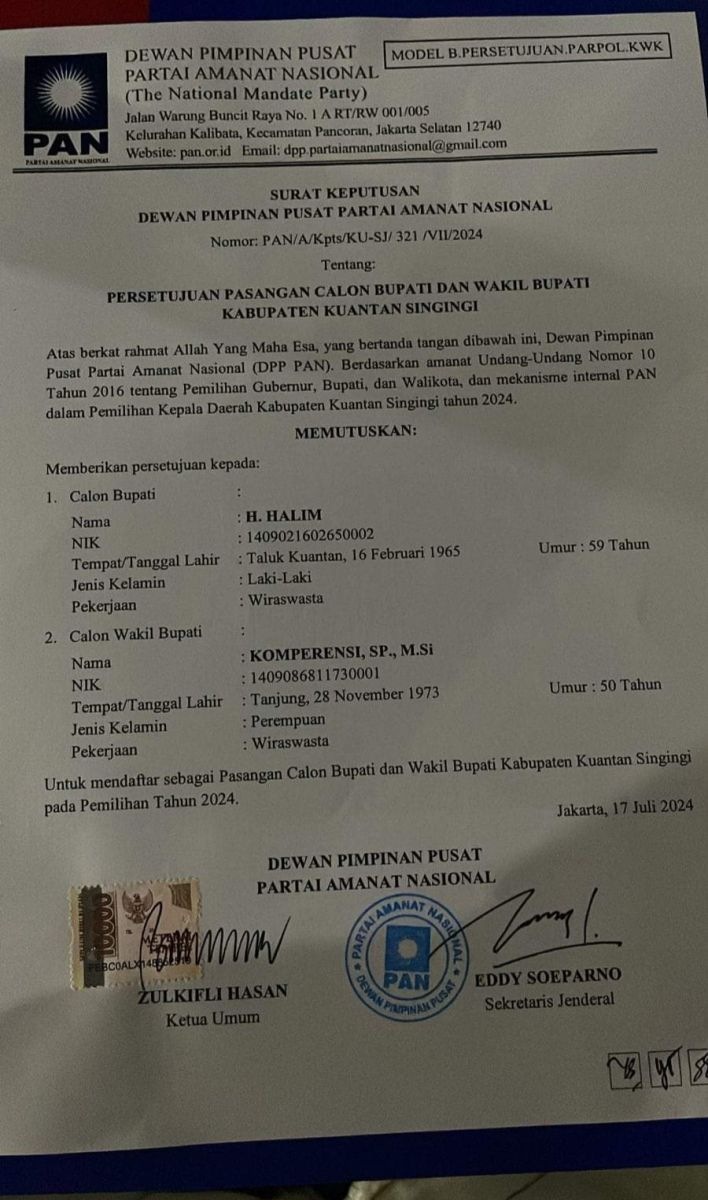 DEWAN PIMPINAN PUSAT
PARTAI AMANAT NASIONAL
(The National Mandate Party)
MODEL B.PERSETUJUAN.PARPOL.KWK
Jalan Warung Buncit Raya No. 1 A RT/RW 001/005
Kelurahan Kalibata, Kecamatan Pancoran, Jakarta Selatan 12740
Website: pan.or.id Email: dpp.partaiamanatnasional@gmail.com
PAN
PARTAI AMANAT NASIONAL
SURAT KEPUTUSAN
DEWAN PIMPINAN PUSAT PARTAI AMANAT NASIONAL
Nomor: PAN/A/Kpts/KU-SJ/ 321 /VII/2024
Tentang:
PERSETUJUAN PASANGAN CALON BUPATI DAN WAKIL BUPATI
KABUPATEN KUANTAN SINGINGI
Atas berkat rahmat Allah Yang Maha Esa, yang bertanda tangan dibawah ini, Dewan Pimpinan
Pusat Partai Amanat Nasional (DPP PAN). Berdasarkan amanat Undang-Undang Nomor 10
Tahun 2016 tentang Pemilihan Gubernur, Bupati, dan Walikota, dan mekanisme internal PAN
dalam Pemilihan Kepala Daerah Kabupaten Kuantan Singingi tahun 2024.
MEMUTUSKAN:
Memberikan persetujuan kepada:
1. Calon Bupati :
Nama : H. HALIM
NIK : 1409021602650002
Tempat/Tanggal Lahir : Taluk Kuantan, 16 Februari 1965 Umur : 59 Tahun
Jenis Kelamin : Laki-Laki
Pekerjaan : Wiraswasta
2. Calon Wakil Bupati :
Nama : KOMPERENSI, SP., M.Si
NIK : 1409086811730001
Tempat/Tanggal Lahir : Tanjung, 28 November 1973 Umur : 50 Tahun
Jenis Kelamin : Perempuan
Pekerjaan : Wiraswasta
Untuk mendaftar sebagai Pasangan Calon Bupati dan Wakil Bupati Kabupaten Kuantan Singingi
pada Pemilihan Tahun 2024.
Jakarta, 17 Juli 2024
DEWAN PIMPINAN PUSAT
PARTAI AMANAT NASIONAL
10000
PARTAI AMANAT NASIONAL
PAN
DEWAN PIMPINAN PUSAT
ZULKIFLI HASAN
Ketua Umum
EDDY SOEPARNO
Sekretaris Jenderal